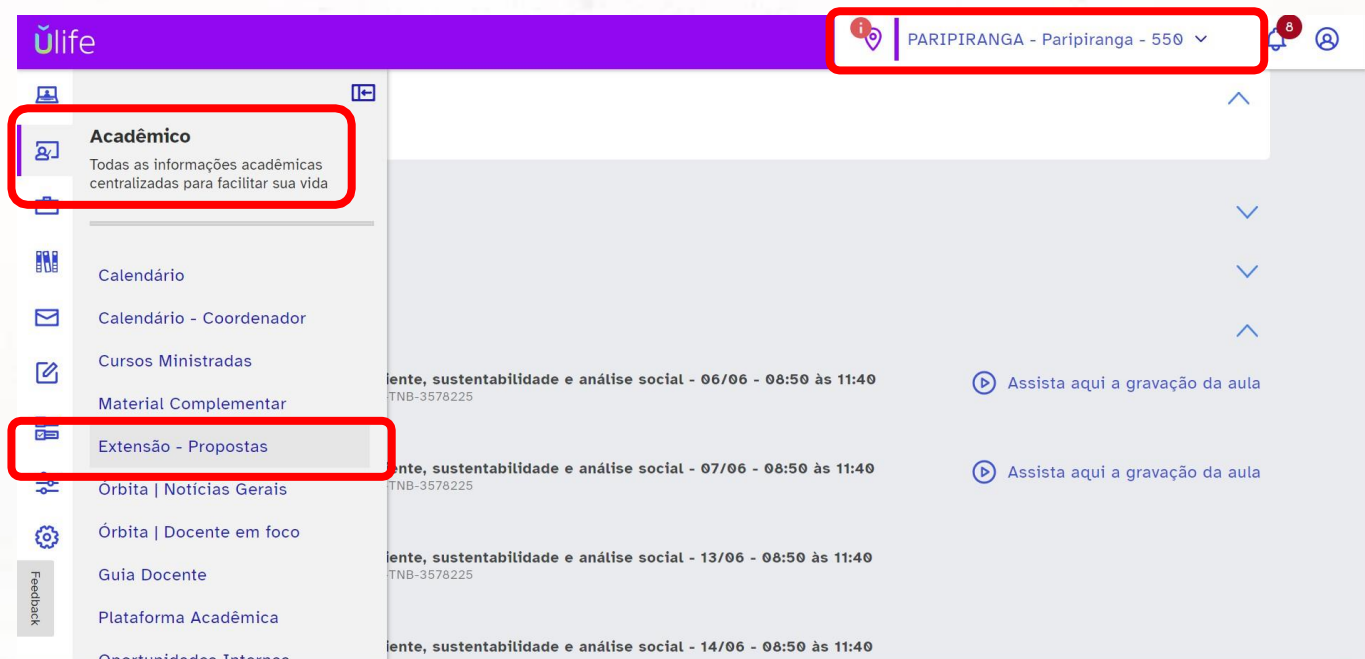 ŭlife
i
PARIPIRANGA - Paripiranga - 550
8
Acadêmico
Todas as informações acadêmicas
centralizadas para facilitar sua vida
Calendário
Calendário - Coordenador
Cursos Ministradas
Material Complementar
Extensão - Propostas
Órbita | Notícias Gerais
Órbita | Docente em foco
Guia Docente
Plataforma Acadêmica
Oportunidades Internas
iente, sustentabilidade e análise social - 06/06 - 08:50 às 11:40
-TNB-3578225
Assista aqui a gravação da aula
iente, sustentabilidade e análise social - 07/06 - 08:50 às 11:40
-TNB-3578225
Assista aqui a gravação da aula
iente, sustentabilidade e análise social - 13/06 - 08:50 às 11:40
-TNB-3578225
iente, sustentabilidade e análise social - 14/06 - 08:50 às 11:40
Feedback